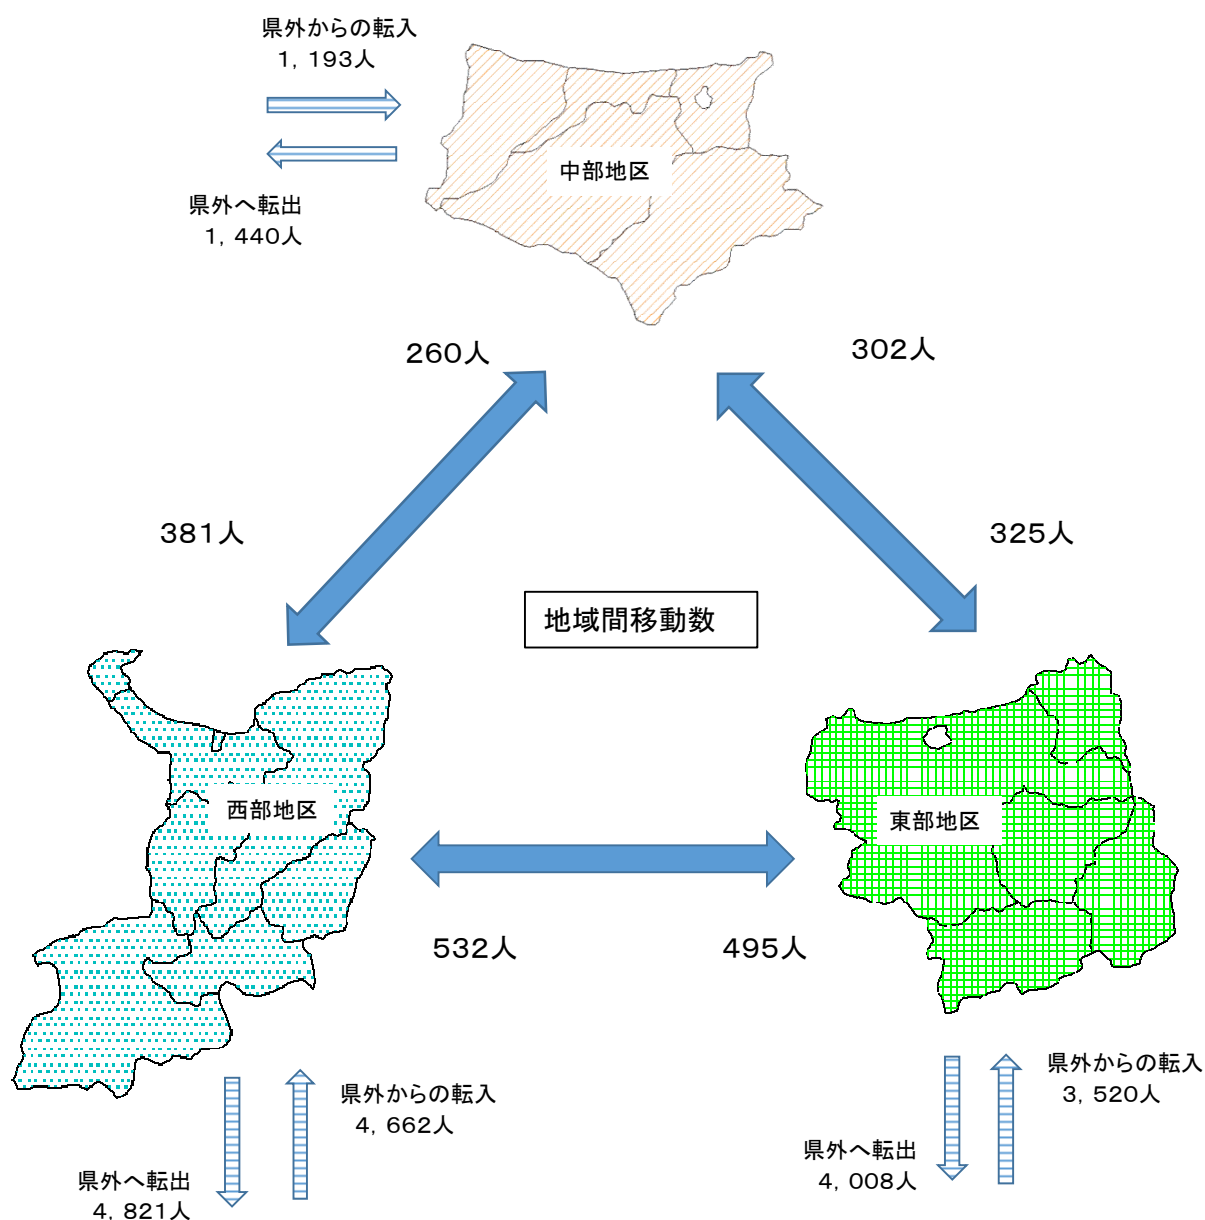 県外からの転入
1，193人
中部地区
県外へ転出
1，440人
260人
302人
381人
325人
地域間移動数
西部地区
東部地区
532人
495人
県外からの転入
4，662人
県外へ転出
4，821人
県外からの転入
3，520人
県外へ転出
4，008人